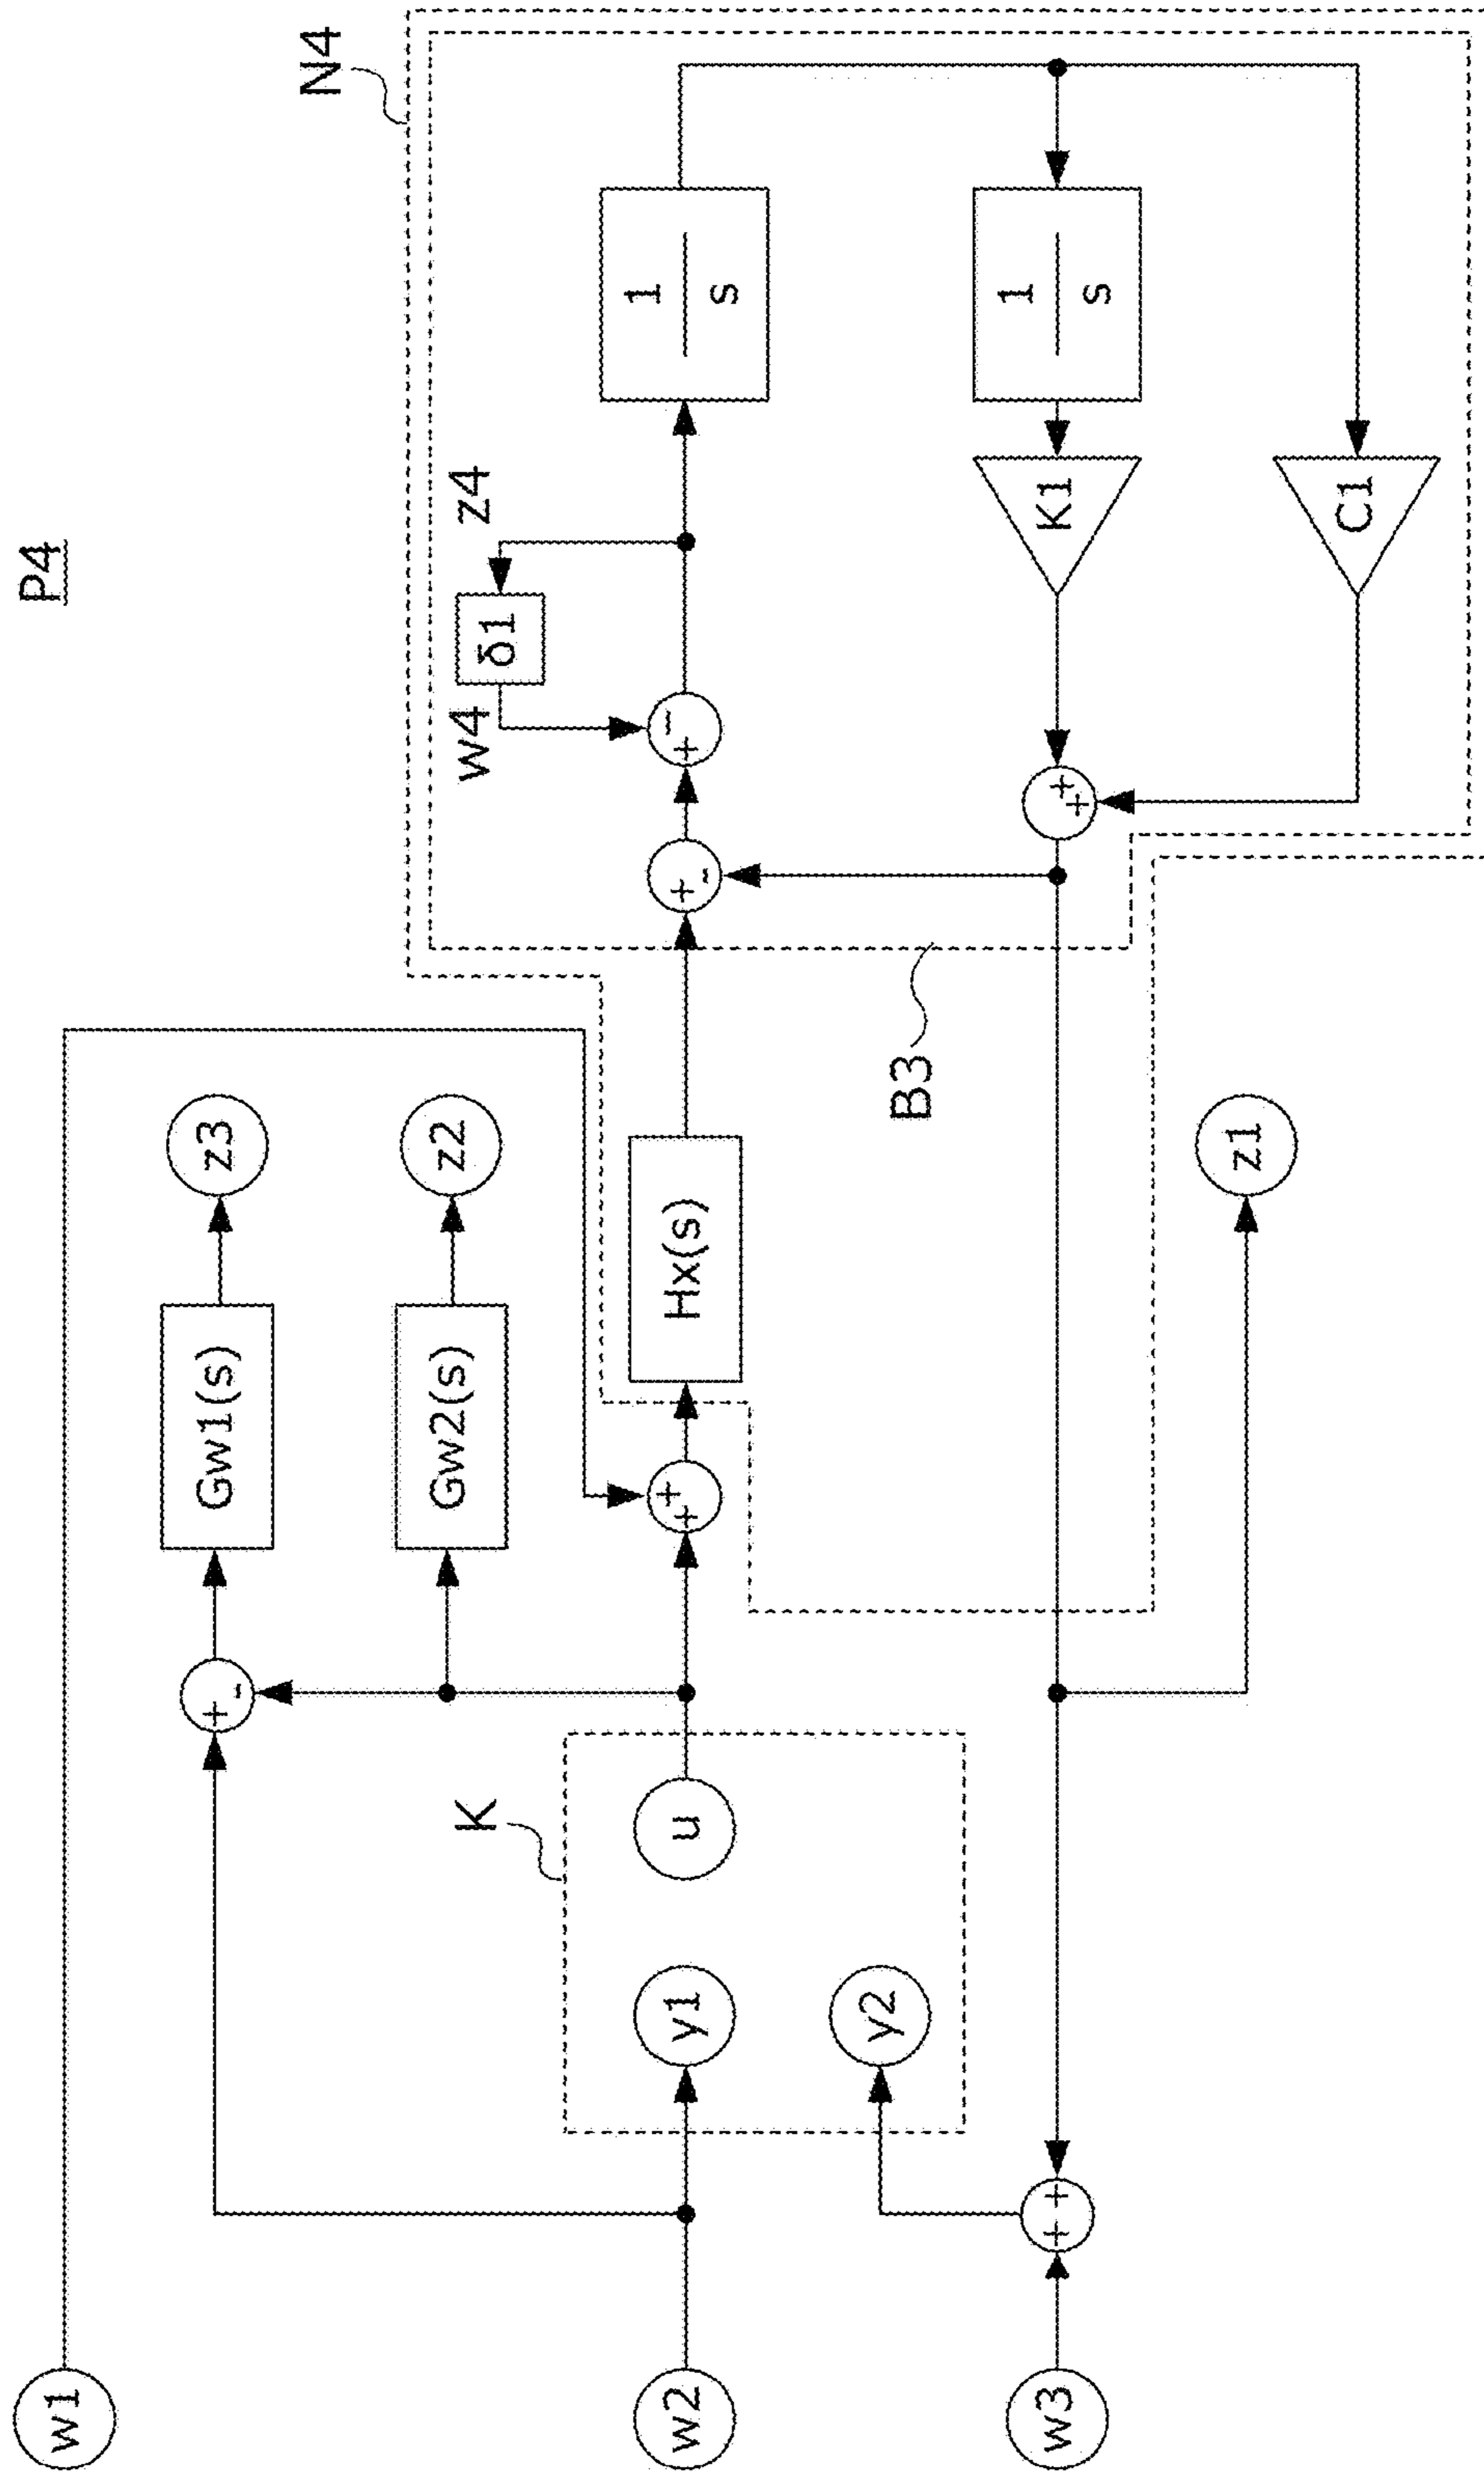 P4
N4
w1
Gw1(s)
z3
Gw2(s)
z2
+
-
w4
δ1
z4
K
w2
y1
u
+
+
Hx(s)
+
-
+
-
1
s
y2
B3
w3
+
+
+
+
K1
1
s
z1
C1